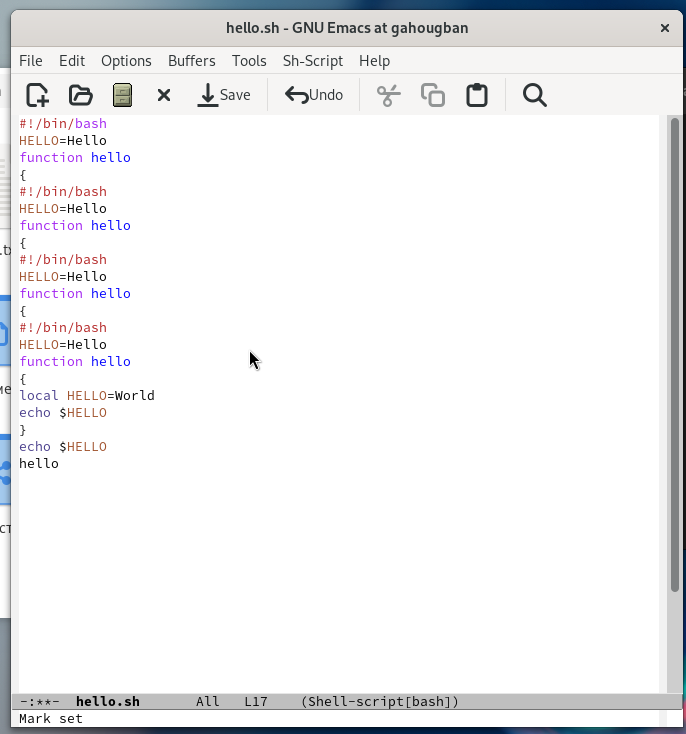 hello.sh - GNU Emacs at gahougban
File Edit Options Buffers Tools Sh-Script Help
Save Undo
#!/bin/bash
HELLO=Hello
function hello
{
#!/bin/bash
HELLO=Hello
function hello
{
#!/bin/bash
HELLO=Hello
function hello
{
#!/bin/bash
HELLO=Hello
function hello
{
local HELLO=World
echo $HELLO
}
echo $HELLO
hello
-:**- hello.sh All L17 (Shell-script[bash])
Mark set